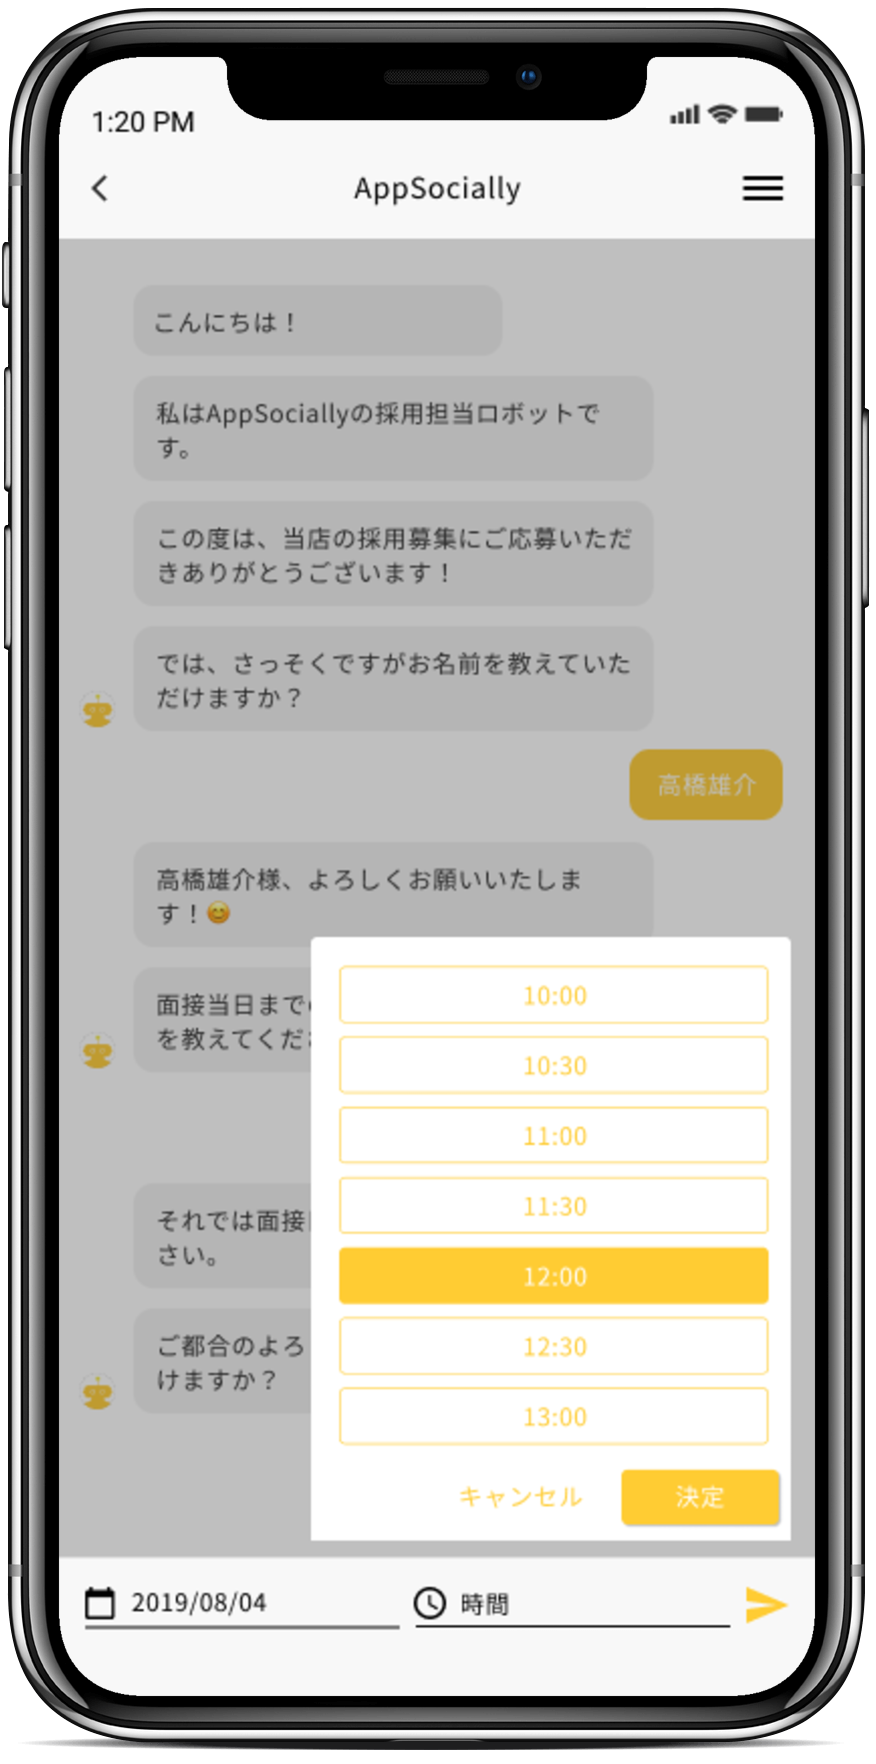 1:20 PM
AppSocially
こんにちは！
私はAppSociallyの採用担当ロボットで
す。
この度は、当店の採用募集にご応募いただ
きありがとうございます！
では、さっそくですがお名前を教えていた
だけますか？
高橋雄介
高橋雄介様、よろしくお願いいたしま
す！😊
面接当日まで
を教えてくだ
それでは面接
さい。
ご都合のよろ
けますか？
10:00
10:30
11:00
11:30
12:00
12:30
13:00
キャンセル
決定
2019/08/04
時間